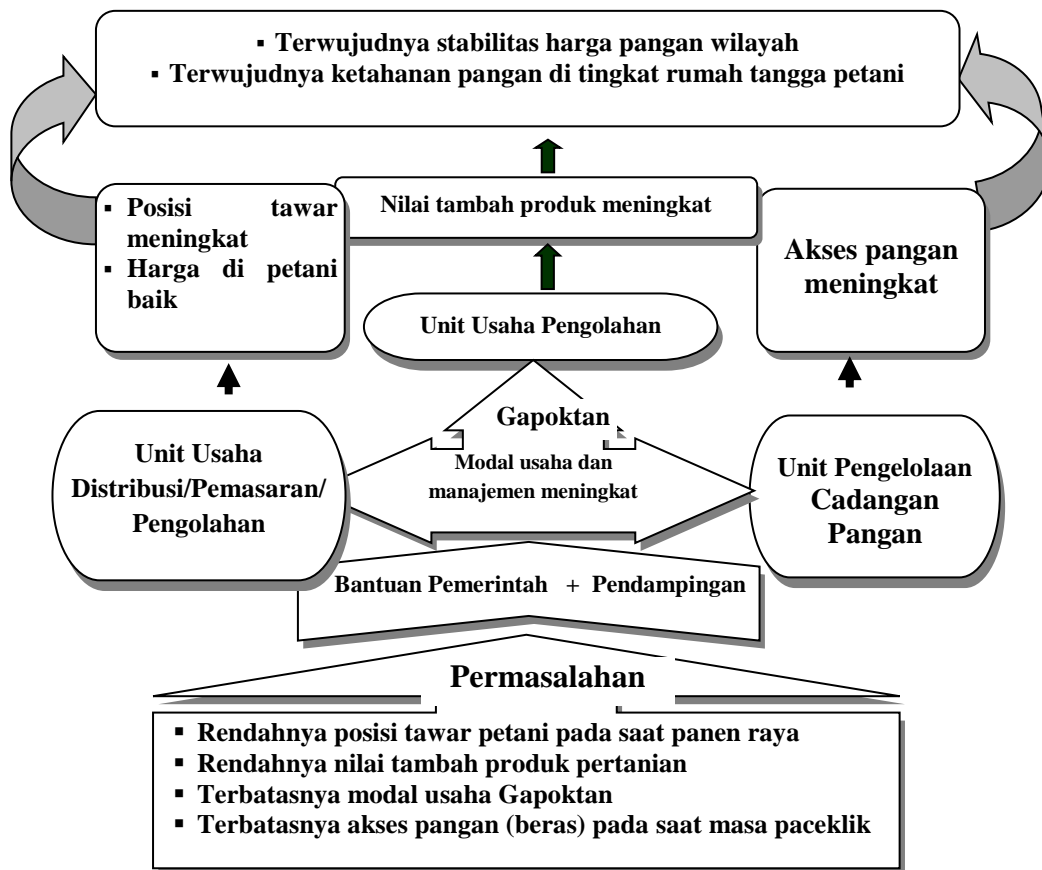 ▪ Terwujudnya stabilitas harga pangan wilayah
▪ Terwujudnya ketahanan pangan di tingkat rumah tangga petani
▪ Posisi tawar
meningkat
▪ Harga di petani
baik
Nilai tambah produk meningkat
Akses pangan
meningkat
Unit Usaha Pengolahan
Unit Usaha
Distribusi/Pemasaran/
Pengolahan
Gapoktan
Modal usaha dan
manajemen meningkat
Unit Pengelolaan
Cadangan
Pangan
Bantuan Pemerintah + Pendampingan
Permasalahan
▪ Rendahnya posisi tawar petani pada saat panen raya
▪ Rendahnya nilai tambah produk pertanian
▪ Terbatasnya modal usaha Gapoktan
▪ Terbatasnya akses pangan (beras) pada saat masa paceklik